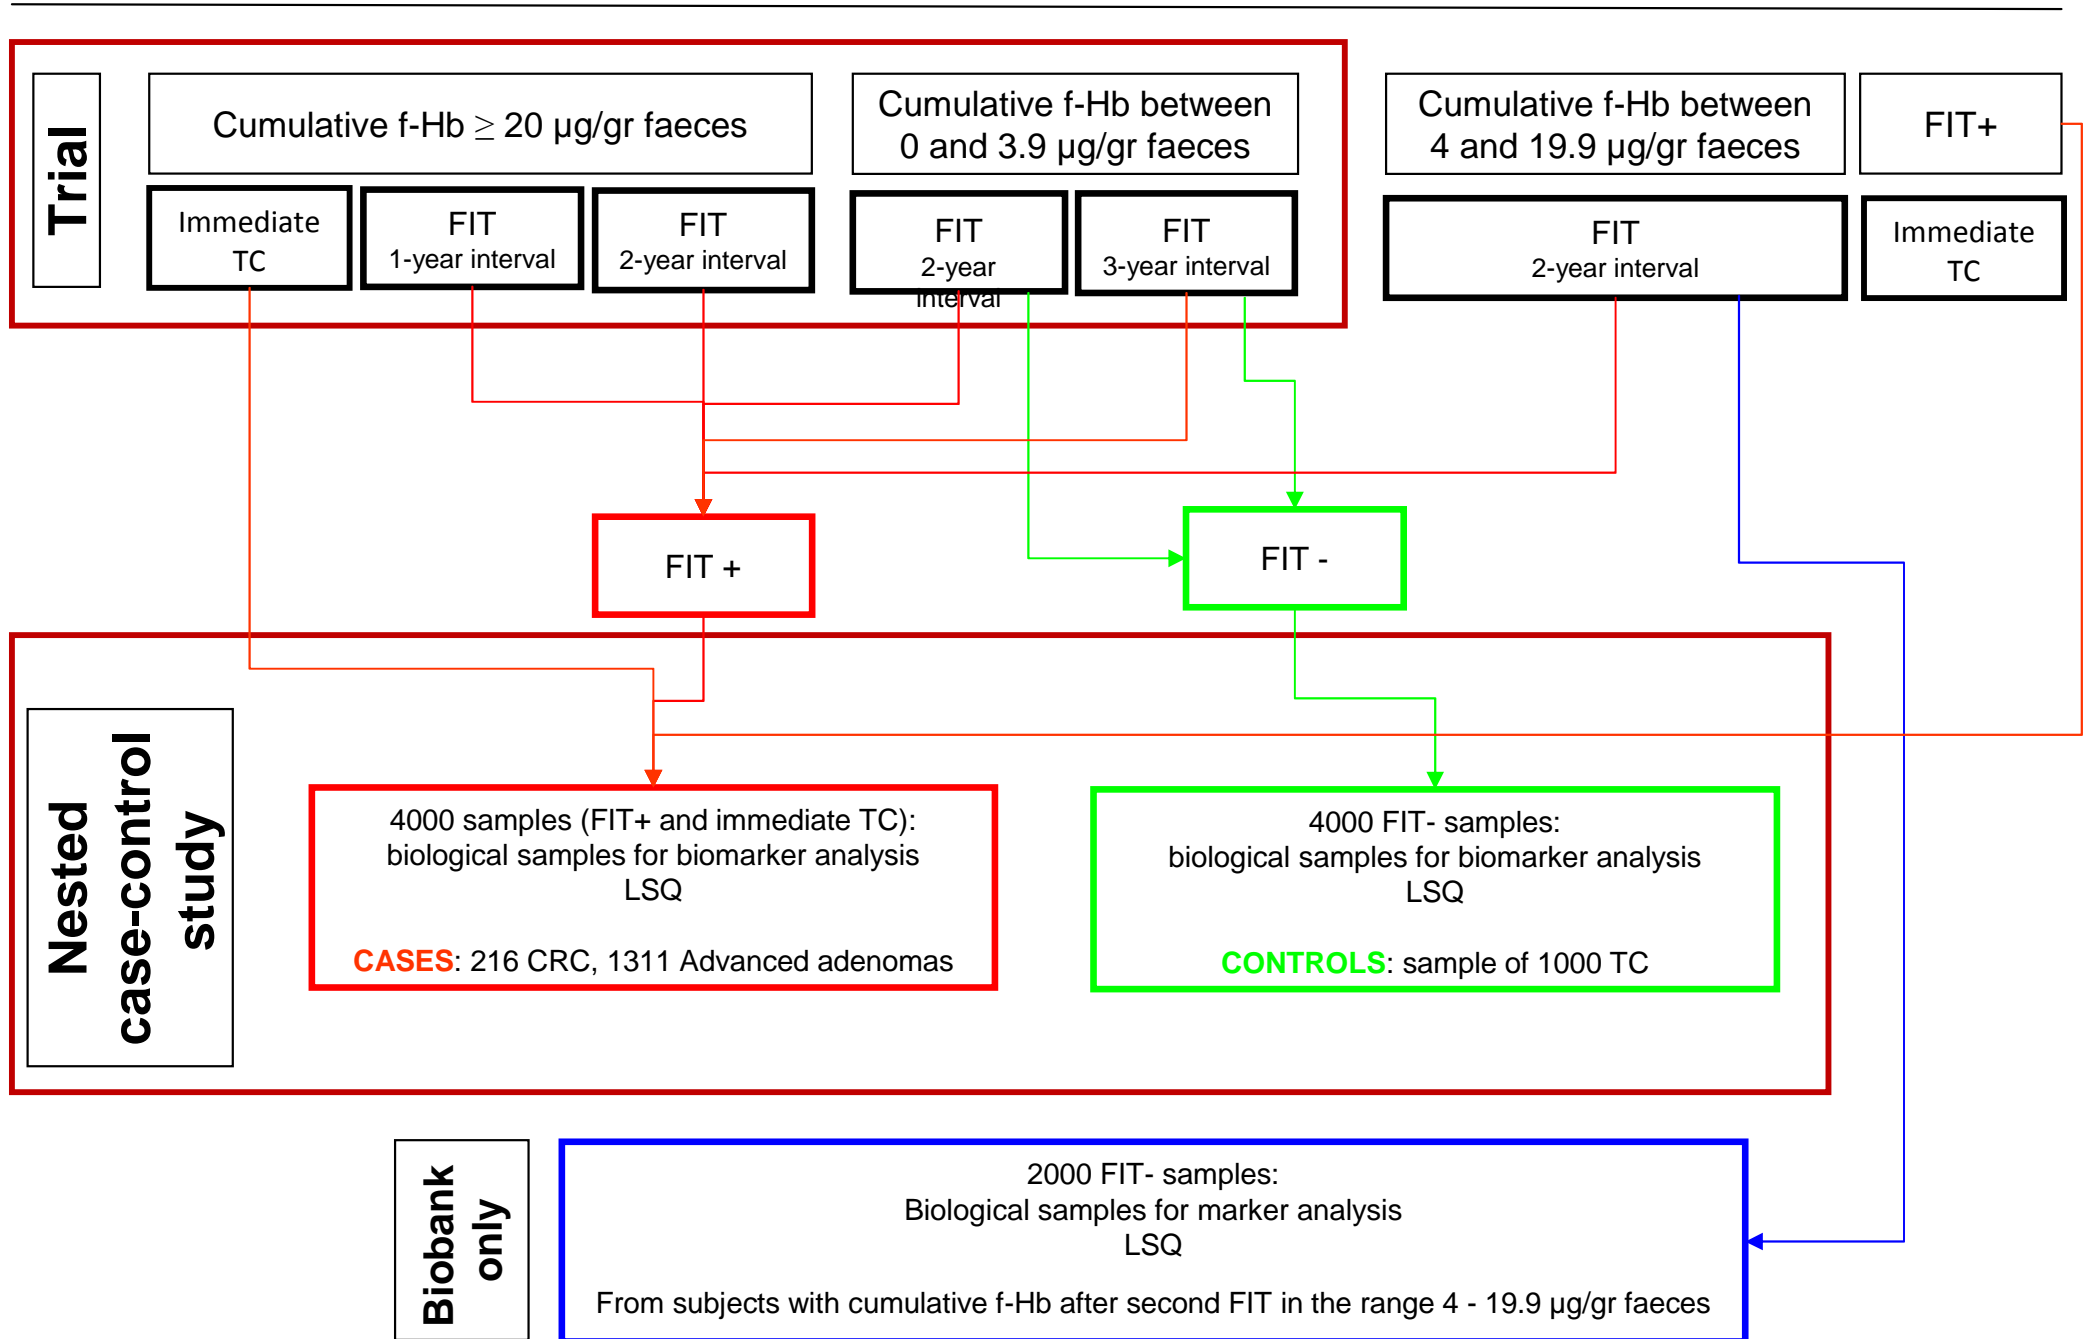 Trial
Cumulative f-Hb ≥ 20 µg/gr faeces
Cumulative f-Hb between
0 and 3.9 µg/gr faeces
Cumulative f-Hb between
4 and 19.9 µg/gr faeces
FIT+
Immediate
TC
FIT
1-year interval
FIT
2-year interval
FIT
2-year
interval
FIT
3-year interval
FIT
2-year interval
Immediate
TC
FIT +
FIT -
Nested
case-control
study
4000 samples (FIT+ and immediate TC):
biological samples for biomarker analysis
LSQ
CASES: 216 CRC, 1311 Advanced adenomas
4000 FIT- samples:
biological samples for biomarker analysis
LSQ
CONTROLS: sample of 1000 TC
Biobank
only
2000 FIT- samples:
Biological samples for marker analysis
LSQ
From subjects with cumulative f-Hb after second FIT in the range 4 - 19.9 µg/gr faeces